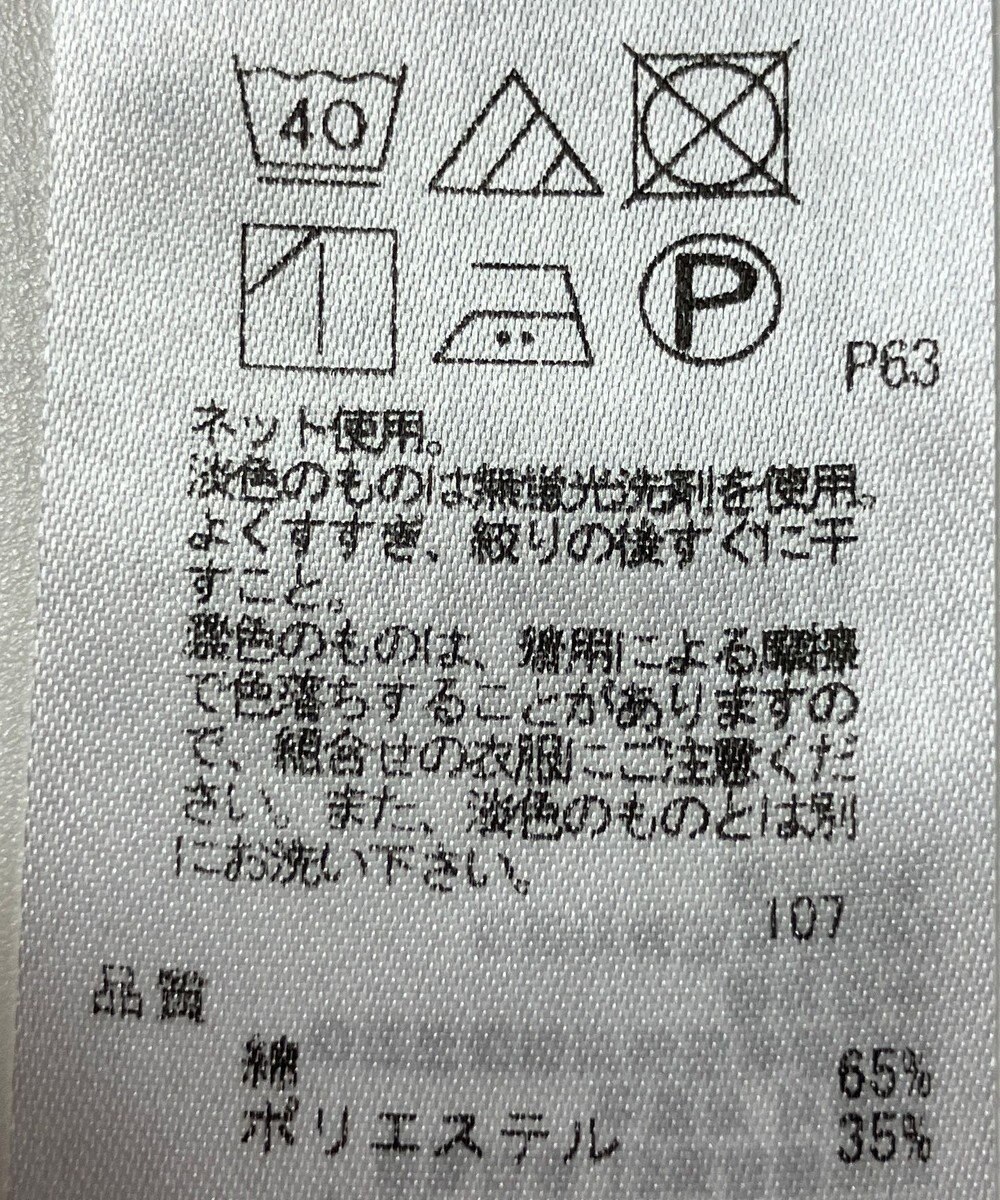 40
P
P63
ネット使用。
淡色のものは無蛍光洗剤を使用。
よくすすぎ、絞りの後すぐに干
すこと。
濃色のものは、着用による摩擦
で色落ちすることがありますの
で、組合せの衣服にご注意くだ
さい。また、淡色のものとは別
にお洗い下さい。
107
品質
綿 65%
ポリエステル 35%